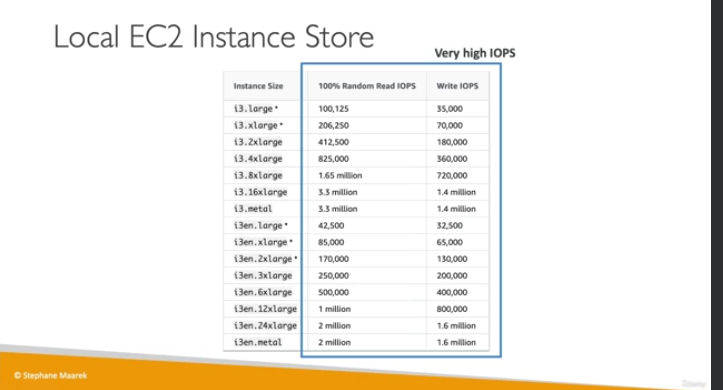 Local EC2 Instance Store
Very high IOPS
Instance Size 100% Random Read IOPS Write IOPS
i3.large * 100,125 35,000
i3.xlarge * 206,250 70,000
i3.2xlarge 412,500 180,000
i3.4xlarge 825,000 360,000
i3.8xlarge 1.65 million 720,000
i3.16xlarge 3.3 million 1.4 million
i3.metal 3.3 million 1.4 million
i3en.large * 42,500 32,500
i3en.xlarge * 85,000 65,000
i3en.2xlarge * 170,000 130,000
i3en.3xlarge 250,000 200,000
i3en.6xlarge 500,000 400,000
i3en.12xlarge 1 million 800,000
i3en.24xlarge 2 million 1.6 million
i3en.metal 2 million 1.6 million
© Stephane Maarek
Udemy